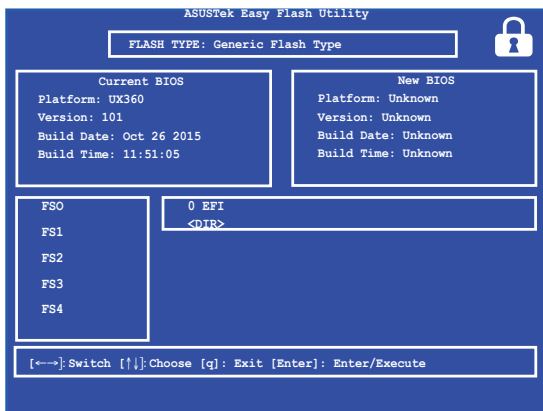 ASUSTek Easy Flash Utility
FLASH TYPE: Generic Flash Type
Current BIOS
Platform: UX360
Version: 101
Build Date: Oct 26 2015
Build Time: 11:51:05
New BIOS
Platform: Unknown
Version: Unknown
Build Date: Unknown
Build Time: Unknown
FSO
FS1
FS2
FS3
FS4
0 EFI
<DIR>
[←→]: Switch [↑↓]: Choose [q]: Exit [Enter]: Enter/Execute